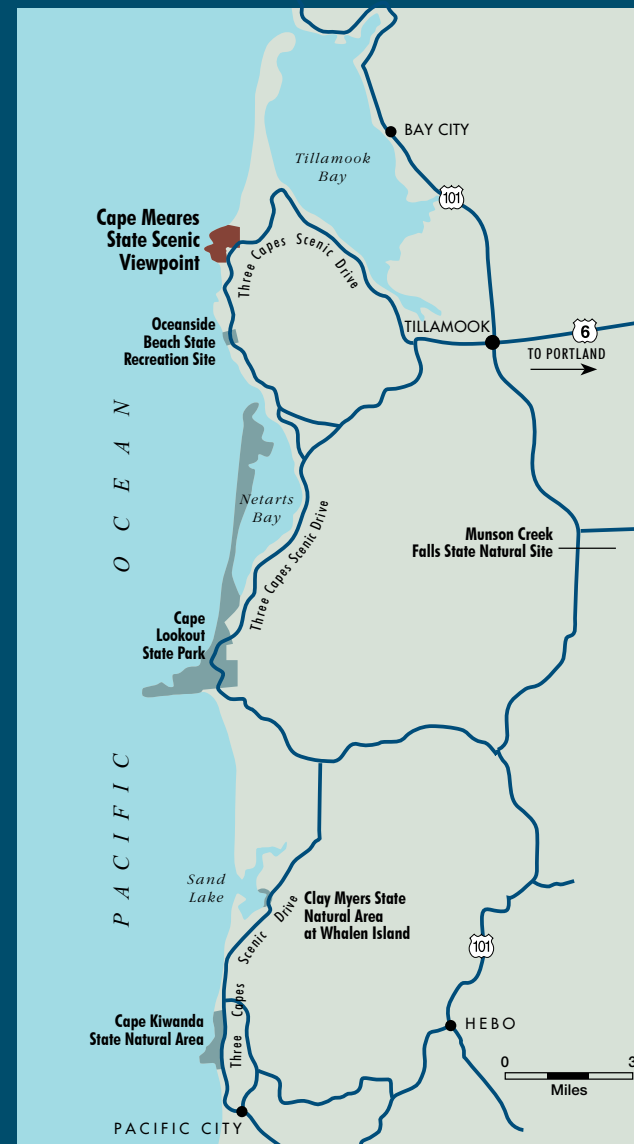 BAY CITY
Tillamook
Bay
101
Cape Meares
State Scenic
Viewpoint
Three Capes Scenic Drive
Oceanside
Beach State
Recreation Site
TILLAMOOK
6
TO PORTLAND
PACIFIC OCEAN
Netarts
Bay
Three Capes Scenic Drive
Munson Creek
Falls State Natural Site
Cape
Lookout
State Park
Sand
Lake
Clay Myers State
Natural Area
at Whalen Island
Three Capes Scenic Drive
101
Cape Kiwanda
State Natural Area
HEBO
0 3
Miles
PACIFIC CITY